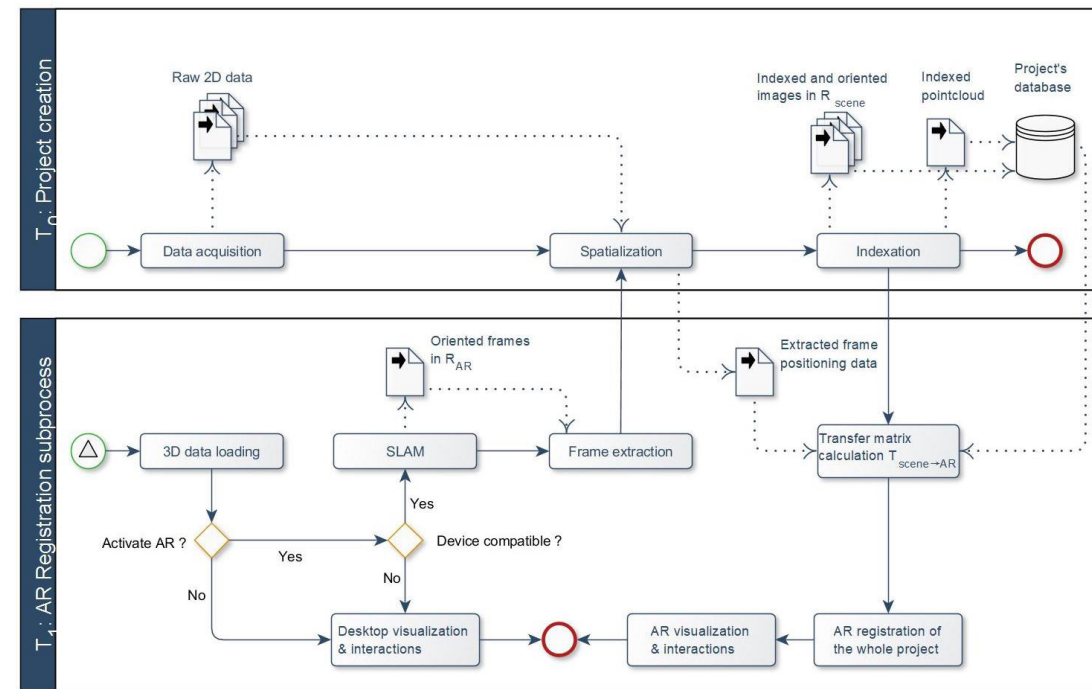 T0 : Project creation
Raw 2D data
Indexed and oriented
images in R scene
Indexed
pointcloud
Project's
database
Data acquisition
Spatialization
Indexation
T1 : AR Registration subprocess
Oriented frames
in RAR
Extracted frame
positioning data
3D data loading
SLAM
Frame extraction
Transfer matrix
calculation T scene→AR
Yes
Activate AR ?
Yes
Device compatible ?
No
No
Desktop visualization
& interactions
AR visualization
& interactions
AR registration of
the whole project